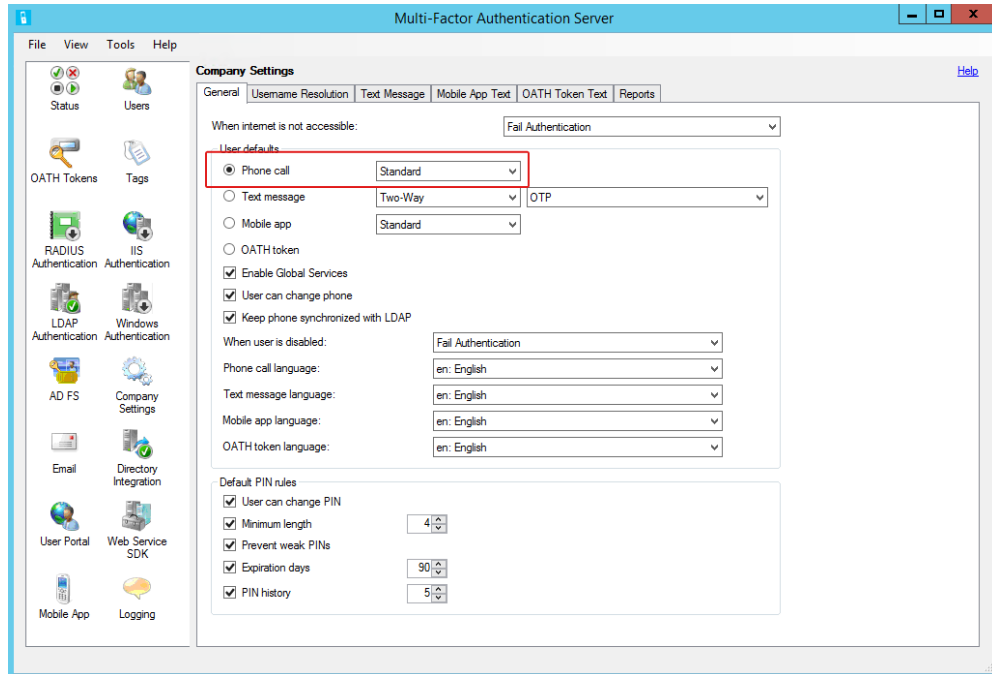 Multi-Factor Authentication Server
File View Tools Help
Status Users
OATH Tokens Tags
RADIUS Authentication IIS Authentication
LDAP Authentication Windows Authentication
AD FS Company Settings
Email Directory Integration
User Portal Web Service SDK
Mobile App Logging
Company Settings Help
General Username Resolution Text Message Mobile App Text OATH Token Text Reports
When internet is not accessible: Fail Authentication
User defaults
Phone call Standard
Text message Two-Way OTP
Mobile app Standard
OATH token
Enable Global Services
User can change phone
Keep phone synchronized with LDAP
When user is disabled: Fail Authentication
Phone call language: en: English
Text message language: en: English
Mobile app language: en: English
OATH token language: en: English
Default PIN rules
User can change PIN
Minimum length 4
Prevent weak PINs
Expiration days 90
PIN history 5